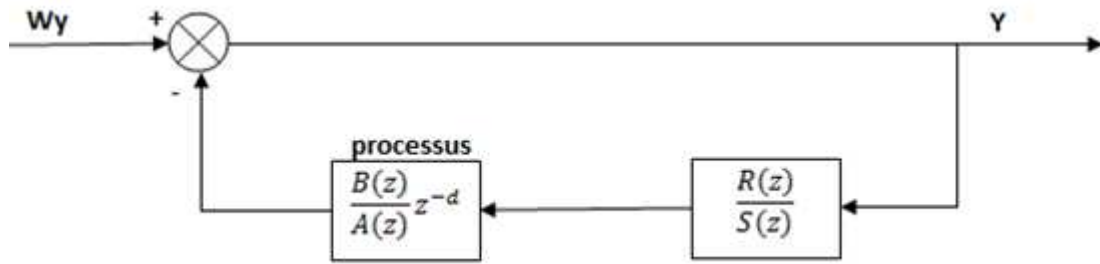 Wy
+
Y
-
processus
B(z)
A(z)
z^{-d}
R(z)
S(z)